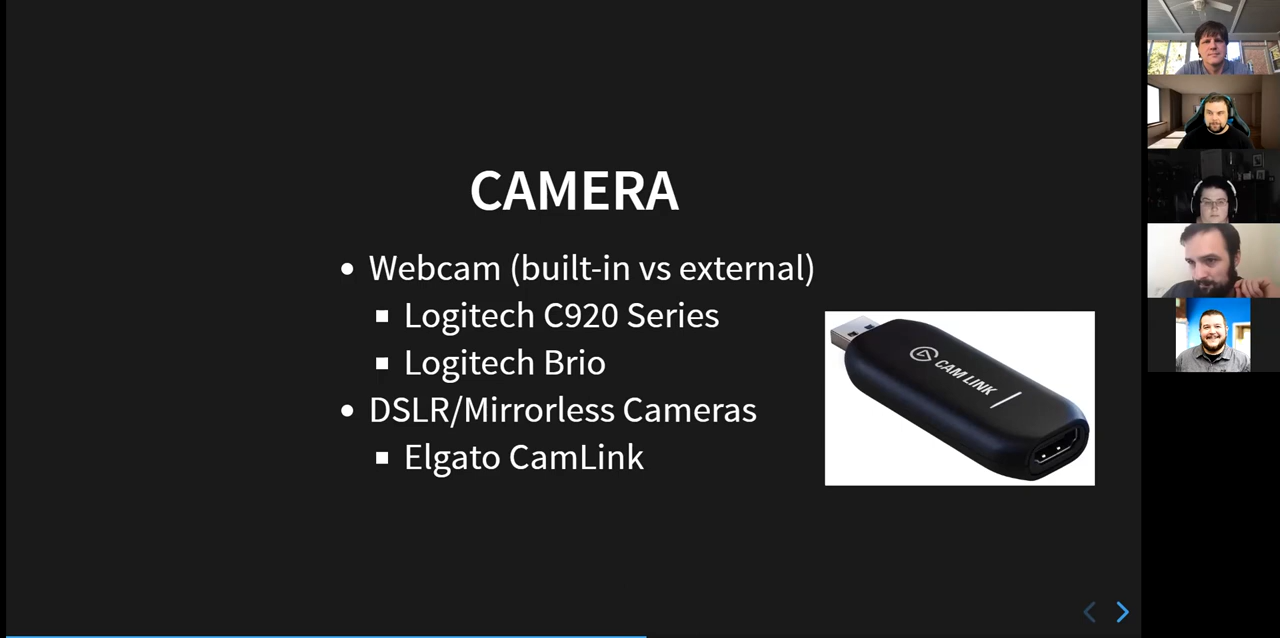 CAMERA
Webcam (built-in vs external)
Logitech C920 Series
Logitech Brio
DSLR/Mirrorless Cameras
Elgato CamLink
CAM LINK